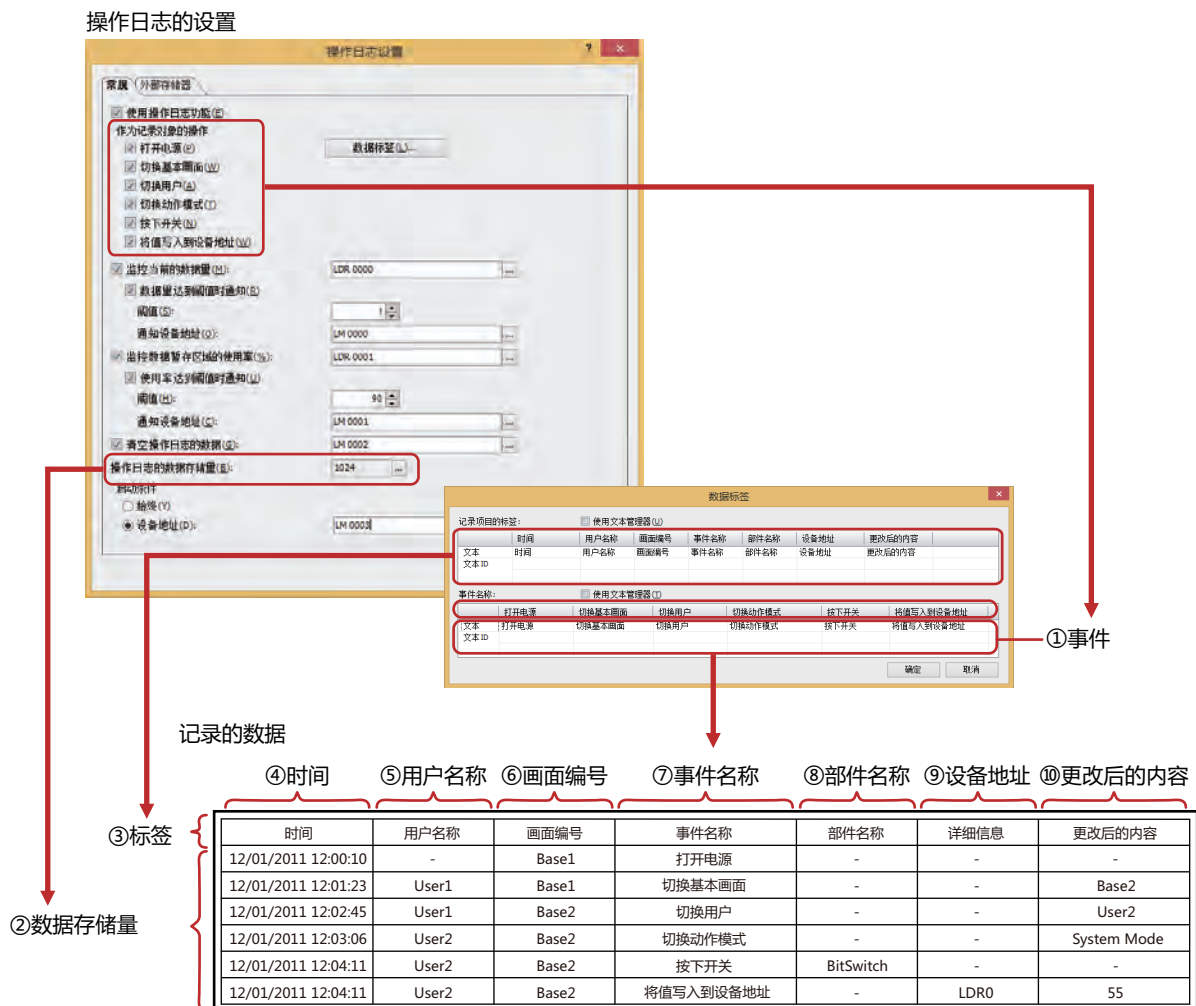 操作日志的设置
操作日志设置
? ×
常规 外部存储器
使用操作日志功能(E)
作为记录对象的操作
打开电源(P) 数据标签(L)...
切换基本画面(W)
切换用户(A)
切换动作模式(T)
按下开关(N)
将值写入到设备地址(W)
监控当前的数据量(M): LDR 0000 ...
数据量达到阈值时通知(R)
阈值(S): 1
通知设备地址(O): LM 0000 ...
监控数据暂存区域的使用率(%): LDR 0001 ...
使用率达到阈值时通知(U)
阈值(H): 90
通知设备地址(C): LM 0001 ...
清空操作日志的数据(G): LM 0002 ...
操作日志的数据存储量(B): 1024 ...
启动条件
始终(Y)
设备地址(D): LM 0003
数据标签 ×
记录项目的标签: 使用文本管理器(U)
时间 用户名称 画面编号 事件名称 部件名称 设备地址 更改后的内容
文本 时间 用户名称 画面编号 事件名称 部件名称 设备地址 更改后的内容
文本 ID
事件名称: 使用文本管理器(T)
打开电源 切换基本画面 切换用户 切换动作模式 按下开关 将值写入到设备地址
文本 打开电源 切换基本画面 切换用户 切换动作模式 按下开关 将值写入到设备地址
文本 ID
确定 取消
①事件
记录的数据
④时间 ⑤用户名称 ⑥画面编号 ⑦事件名称 ⑧部件名称 ⑨设备地址 ⑩更改后的内容
③标签
时间 用户名称 画面编号 事件名称 部件名称 详细信息 更改后的内容
12/01/2011 12:00:10 - Base1 打开电源 - - -
12/01/2011 12:01:23 User1 Base1 切换基本画面 - - Base2
12/01/2011 12:02:45 User1 Base2 切换用户 - - User2
②数据存储量
12/01/2011 12:03:06 User2 Base2 切换动作模式 - - System Mode
12/01/2011 12:04:11 User2 Base2 按下开关 BitSwitch - -
12/01/2011 12:04:11 User2 Base2 将值写入到设备地址 - LDR0 55